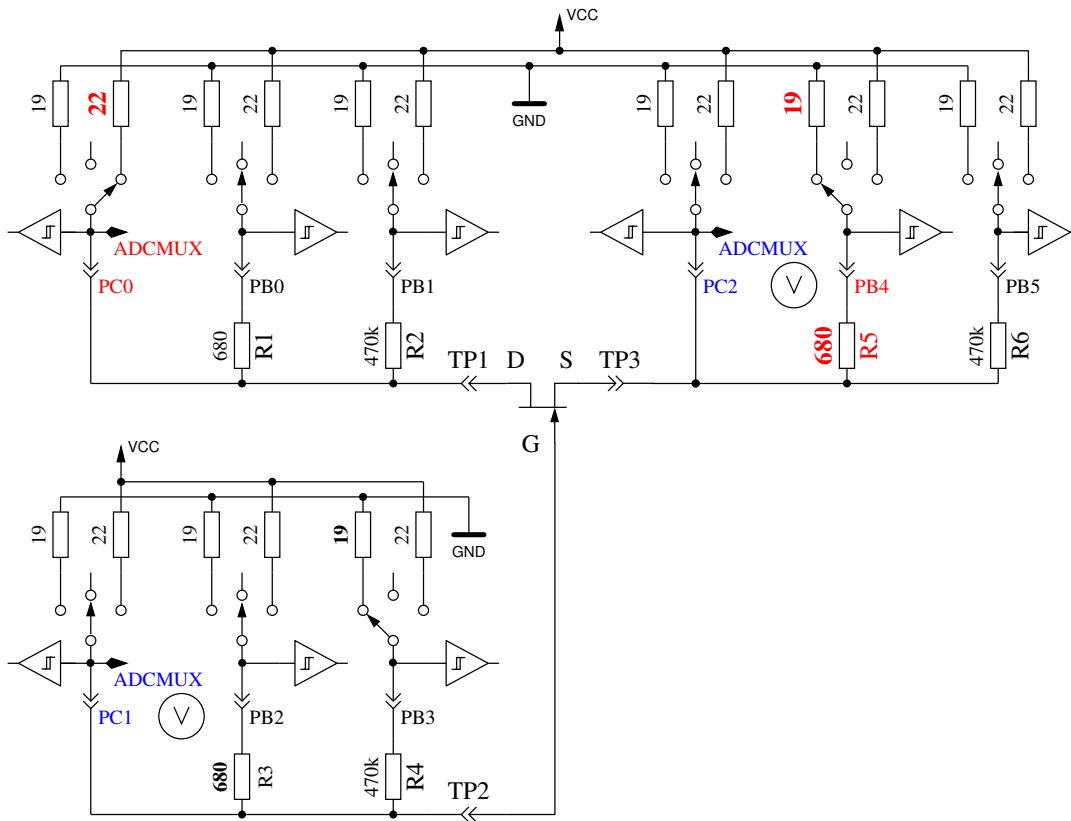 VCC
19 22 19 22 19 22 19 22 19 22 19 22
GND
ADCMUX ADCMUX
PC0 PB0 PB1 PC2 V PB4 PB5
680 R1 470k R2 680 R5 470k R6
TP1 D S TP3
G
VCC
19 22 19 22 19 22
GND
ADCMUX
PC1 V PB2 PB3
680 R3 470k R4
TP2